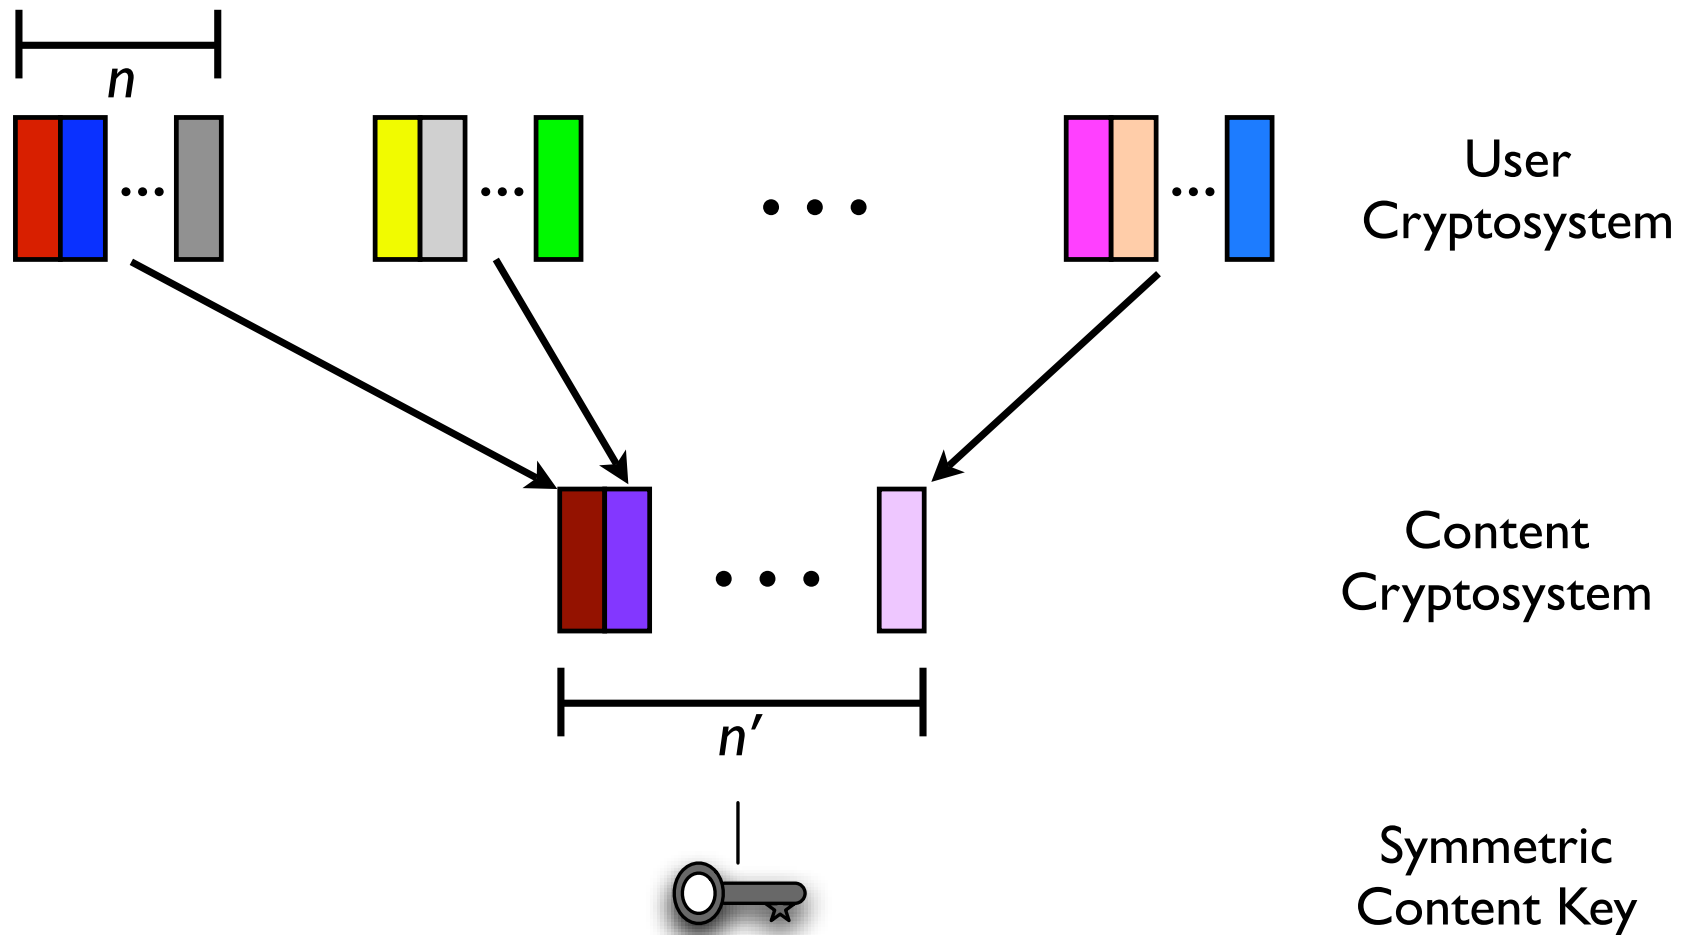 n
User
Cryptosystem
Content
Cryptosystem
n′
Symmetric
Content Key